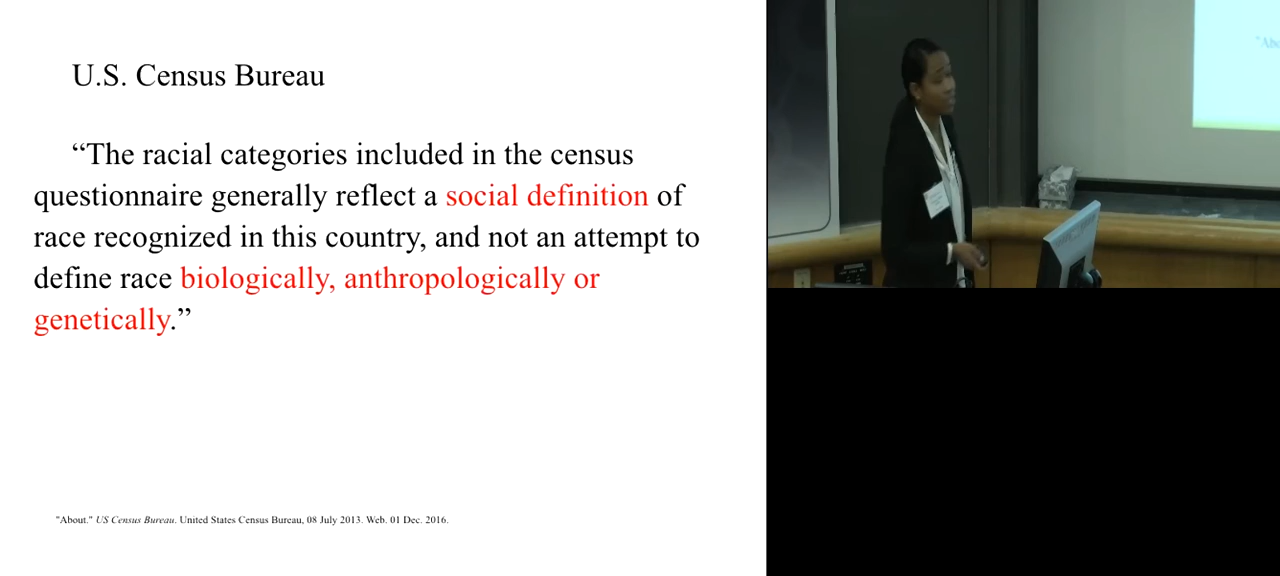 U.S. Census Bureau
“The racial categories included in the census
questionnaire generally reflect a social definition of
race recognized in this country, and not an attempt to
define race biologically, anthropologically or
genetically.”
"About." US Census Bureau. United States Census Bureau, 08 July 2013. Web. 01 Dec. 2016.